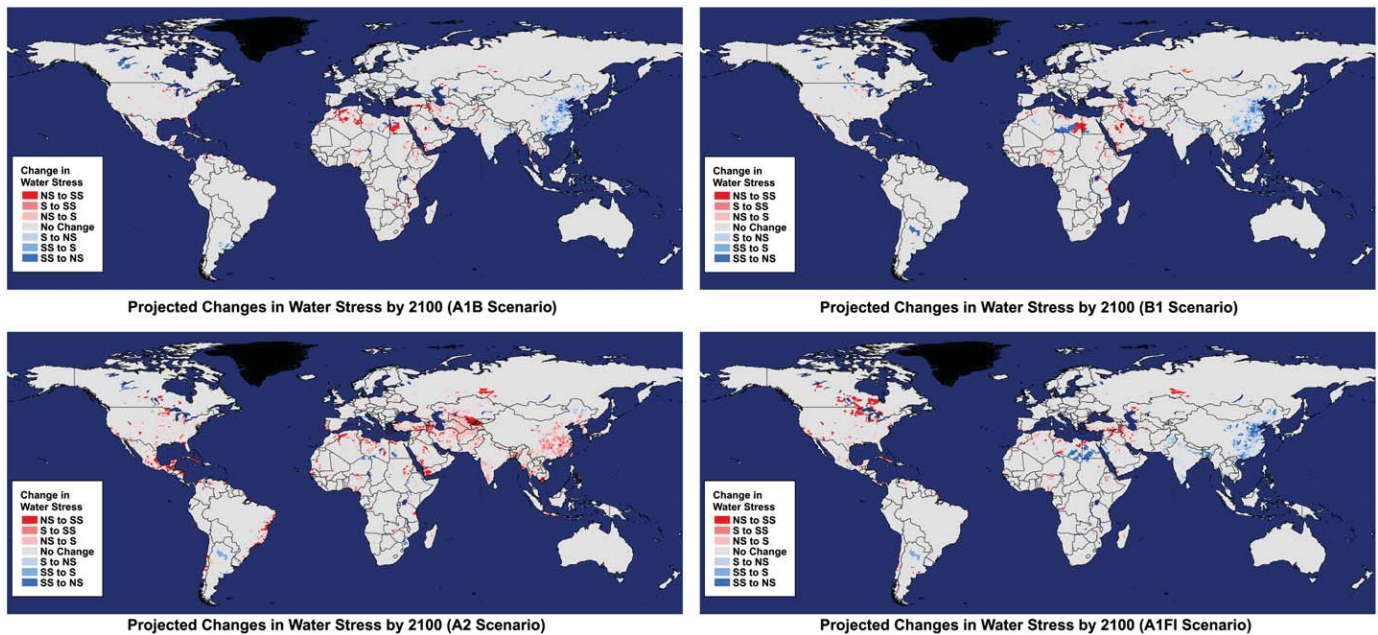 Change in
Water Stress
NS to SS
S to SS
NS to S
No Change
S to NS
SS to S
SS to NS
Projected Changes in Water Stress by 2100 (A1B Scenario)
Change in
Water Stress
NS to SS
S to SS
NS to S
No Change
S to NS
SS to S
SS to NS
Projected Changes in Water Stress by 2100 (B1 Scenario)
Change in
Water Stress
NS to SS
S to SS
NS to S
No Change
S to NS
SS to S
SS to NS
Projected Changes in Water Stress by 2100 (A2 Scenario)
Change in
Water Stress
NS to SS
S to SS
NS to S
No Change
S to NS
SS to S
SS to NS
Projected Changes in Water Stress by 2100 (A1FI Scenario)